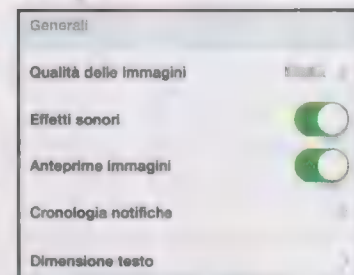 Generali
Qualità delle immagini
Effetti sonori
Anteprime immagini
Cronologia notifiche
Dimensione testo